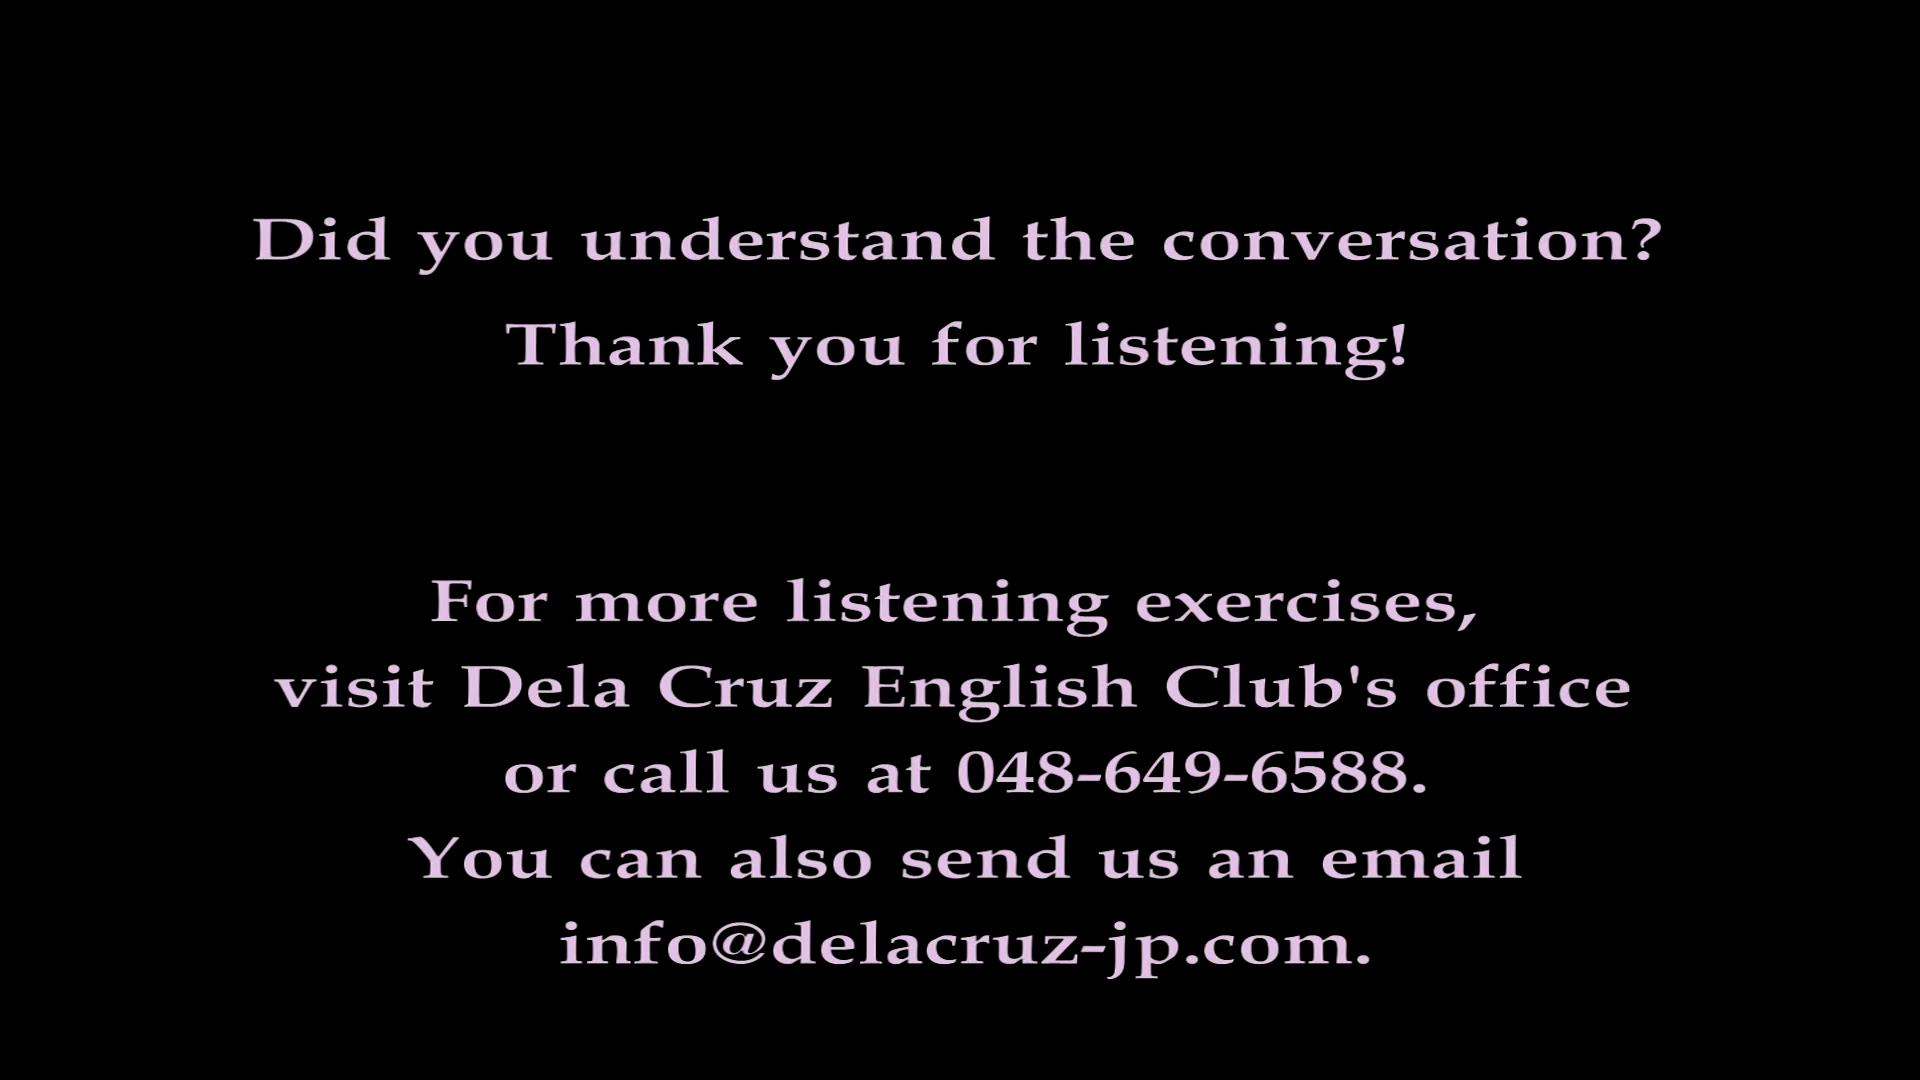 Did you understand the conversation?
Thank you for listening!
For more listening exercises,
visit Dela Cruz English Club's office
or call us at 048-649-6588.
You can also send us an email
info@delacruz-jp.com.